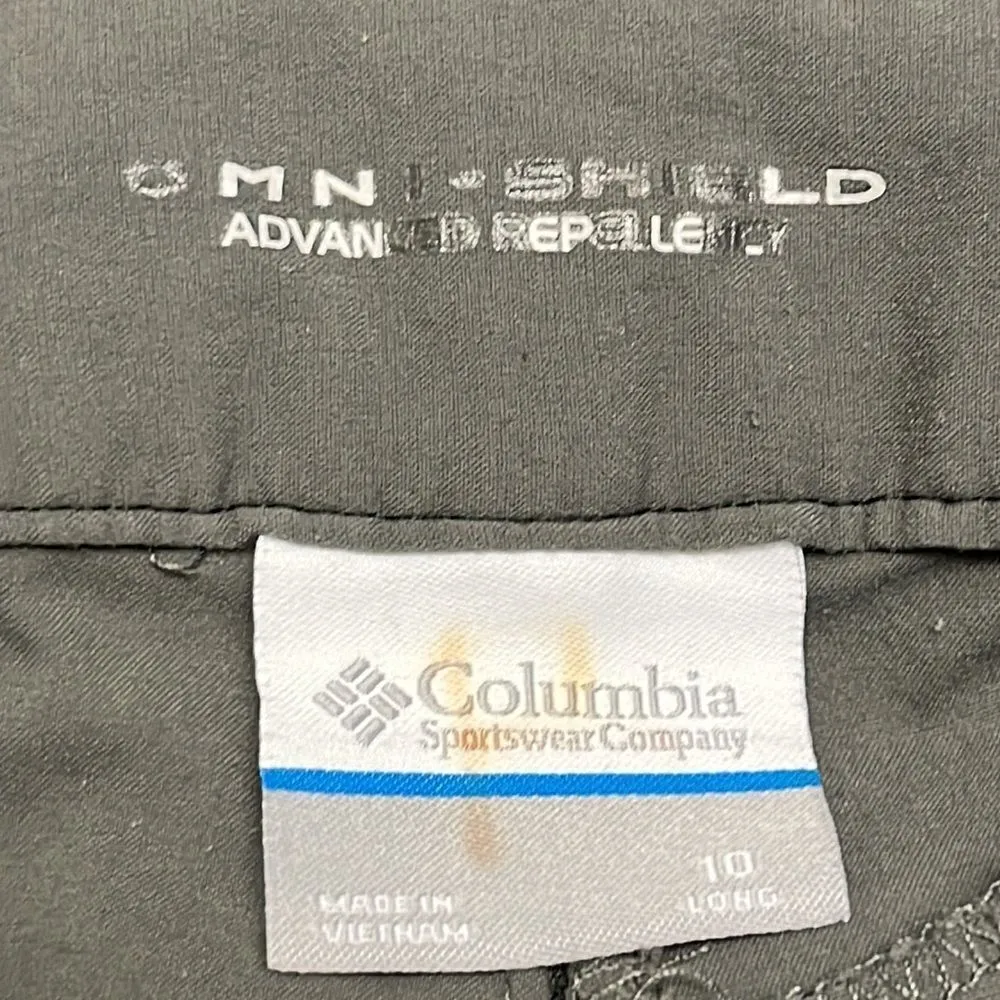 OMNI-SHIELD
ADVANCED REPELLENCY
Columbia
Sportswear Company
10
LONG
MADE IN
VIETNAM